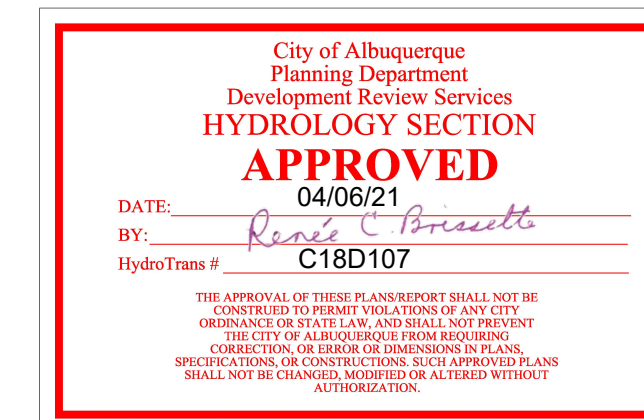 City of Albuquerque
Planning Department
Development Review Services
HYDROLOGY SECTION
APPROVED
DATE: 04/06/21
BY: Renée C. Brissette
HydroTrans # C18D107
THE APPROVAL OF THESE PLANS/REPORT SHALL NOT BE
CONSTRUED TO PERMIT VIOLATIONS OF ANY CITY
ORDINANCE OR STATE LAW, AND SHALL NOT PREVENT
THE CITY OF ALBUQUERQUE FROM REQUIRING
CORRECTION, OR ERROR OR DIMENSIONS IN PLANS,
SPECIFICATIONS, OR CONSTRUCTIONS. SUCH APPROVED PLANS
SHALL NOT BE CHANGED, MODIFIED OR ALTERED WITHOUT
AUTHORIZATION.